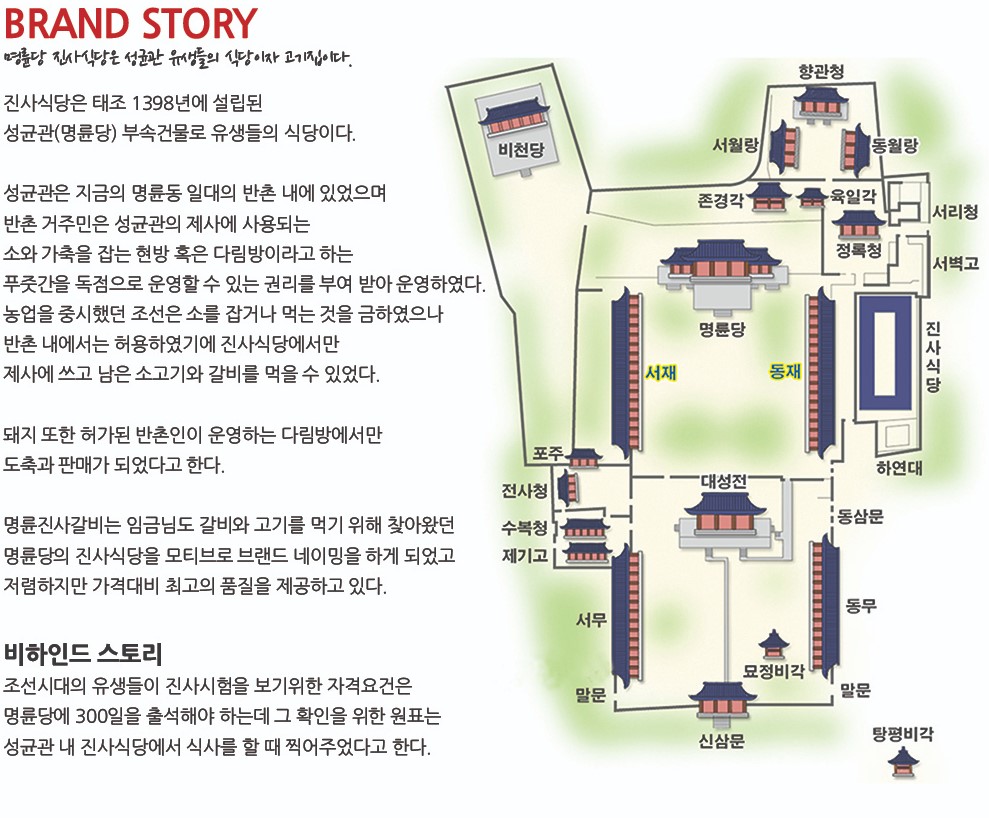 BRAND STORY
명륜당 진사식당은 성균관 유생들의 식당이자 고기집이다.
진사식당은 태조 1398년에 설립된
성균관(명륜당) 부속건물로 유생들의 식당이다.
성균관은 지금의 명륜동 일대의 반촌 내에 있었으며
반촌 거주민은 성균관의 제사에 사용되는
소와 가축을 잡는 현방 혹은 다림방이라고 하는
푸줏간을 독점으로 운영할 수 있는 권리를 부여 받아 운영하였다.
농업을 중시했던 조선은 소를 잡거나 먹는 것을 금하였으나
반촌 내에서는 허용하였기에 진사식당에서만
제사에 쓰고 남은 소고기와 갈비를 먹을 수 있었다.
돼지 또한 허가된 반촌인이 운영하는 다림방에서만
도축과 판매가 되었다고 한다.
명륜진사갈비는 임금님도 갈비와 고기를 먹기 위해 찾아왔던
명륜당의 진사식당을 모티브로 브랜드 네이밍을 하게 되었고
저렴하지만 가격대비 최고의 품질을 제공하고 있다.
비하인드 스토리
조선시대의 유생들이 진사시험을 보기위한 자격요건은
명륜당에 300일을 출석해야 하는데 그 확인을 위한 원표는
성균관 내 진사식당에서 식사를 할 때 찍어주었다고 한다.
향관청
비천당
서월랑
동월랑
존경각
육일각
서리청
정록청
서벽고
명륜당
진사식당
서재
동재
포주
하연대
전사청
대성전
수복청
동삼문
제기고
서무
동무
묘정비각
말문
말문
신삼문
탕평비각